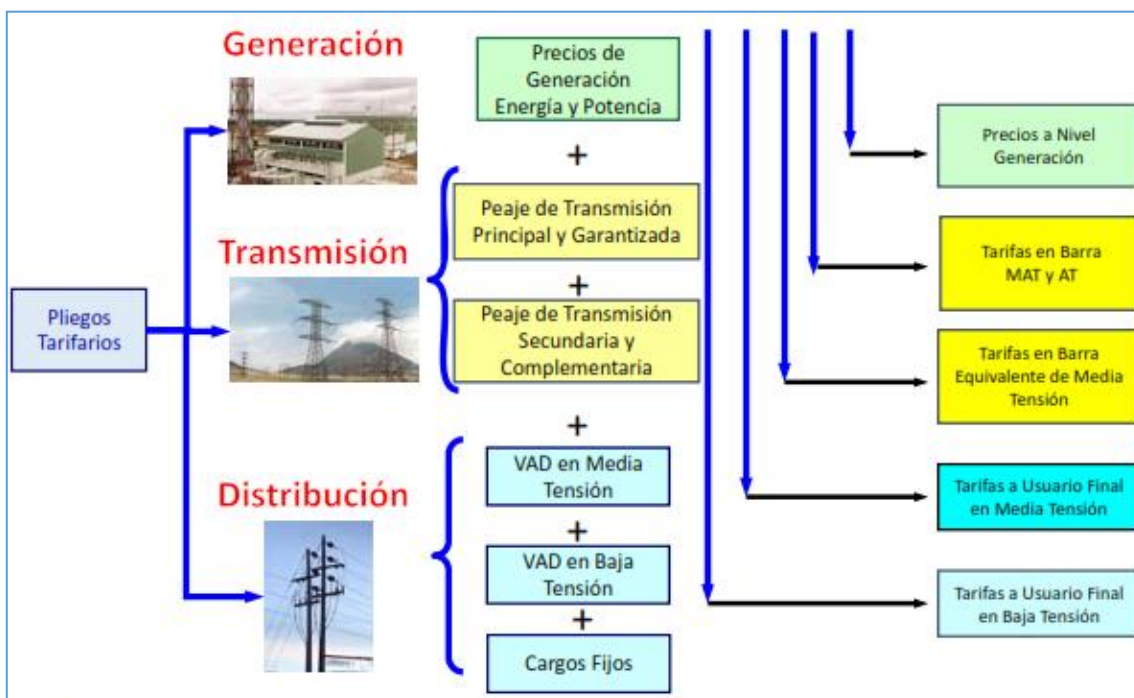 Generación
Precios de
Generación
Energía y Potencia
+
Peaje de Transmisión
Principal y Garantizada
Transmisión
+
Peaje de Transmisión
Secundaria y
Complementaria
Pliegos
Tarifarios
+
VAD en Media
Tensión
Distribución
+
VAD en Baja
Tensión
+
Cargos Fijos
Precios a Nivel
Generación
Tarifas en Barra
MAT y AT
Tarifas en Barra
Equivalente de Media
Tensión
Tarifas a Usuario Final
en Media Tensión
Tarifas a Usuario Final
en Baja Tensión